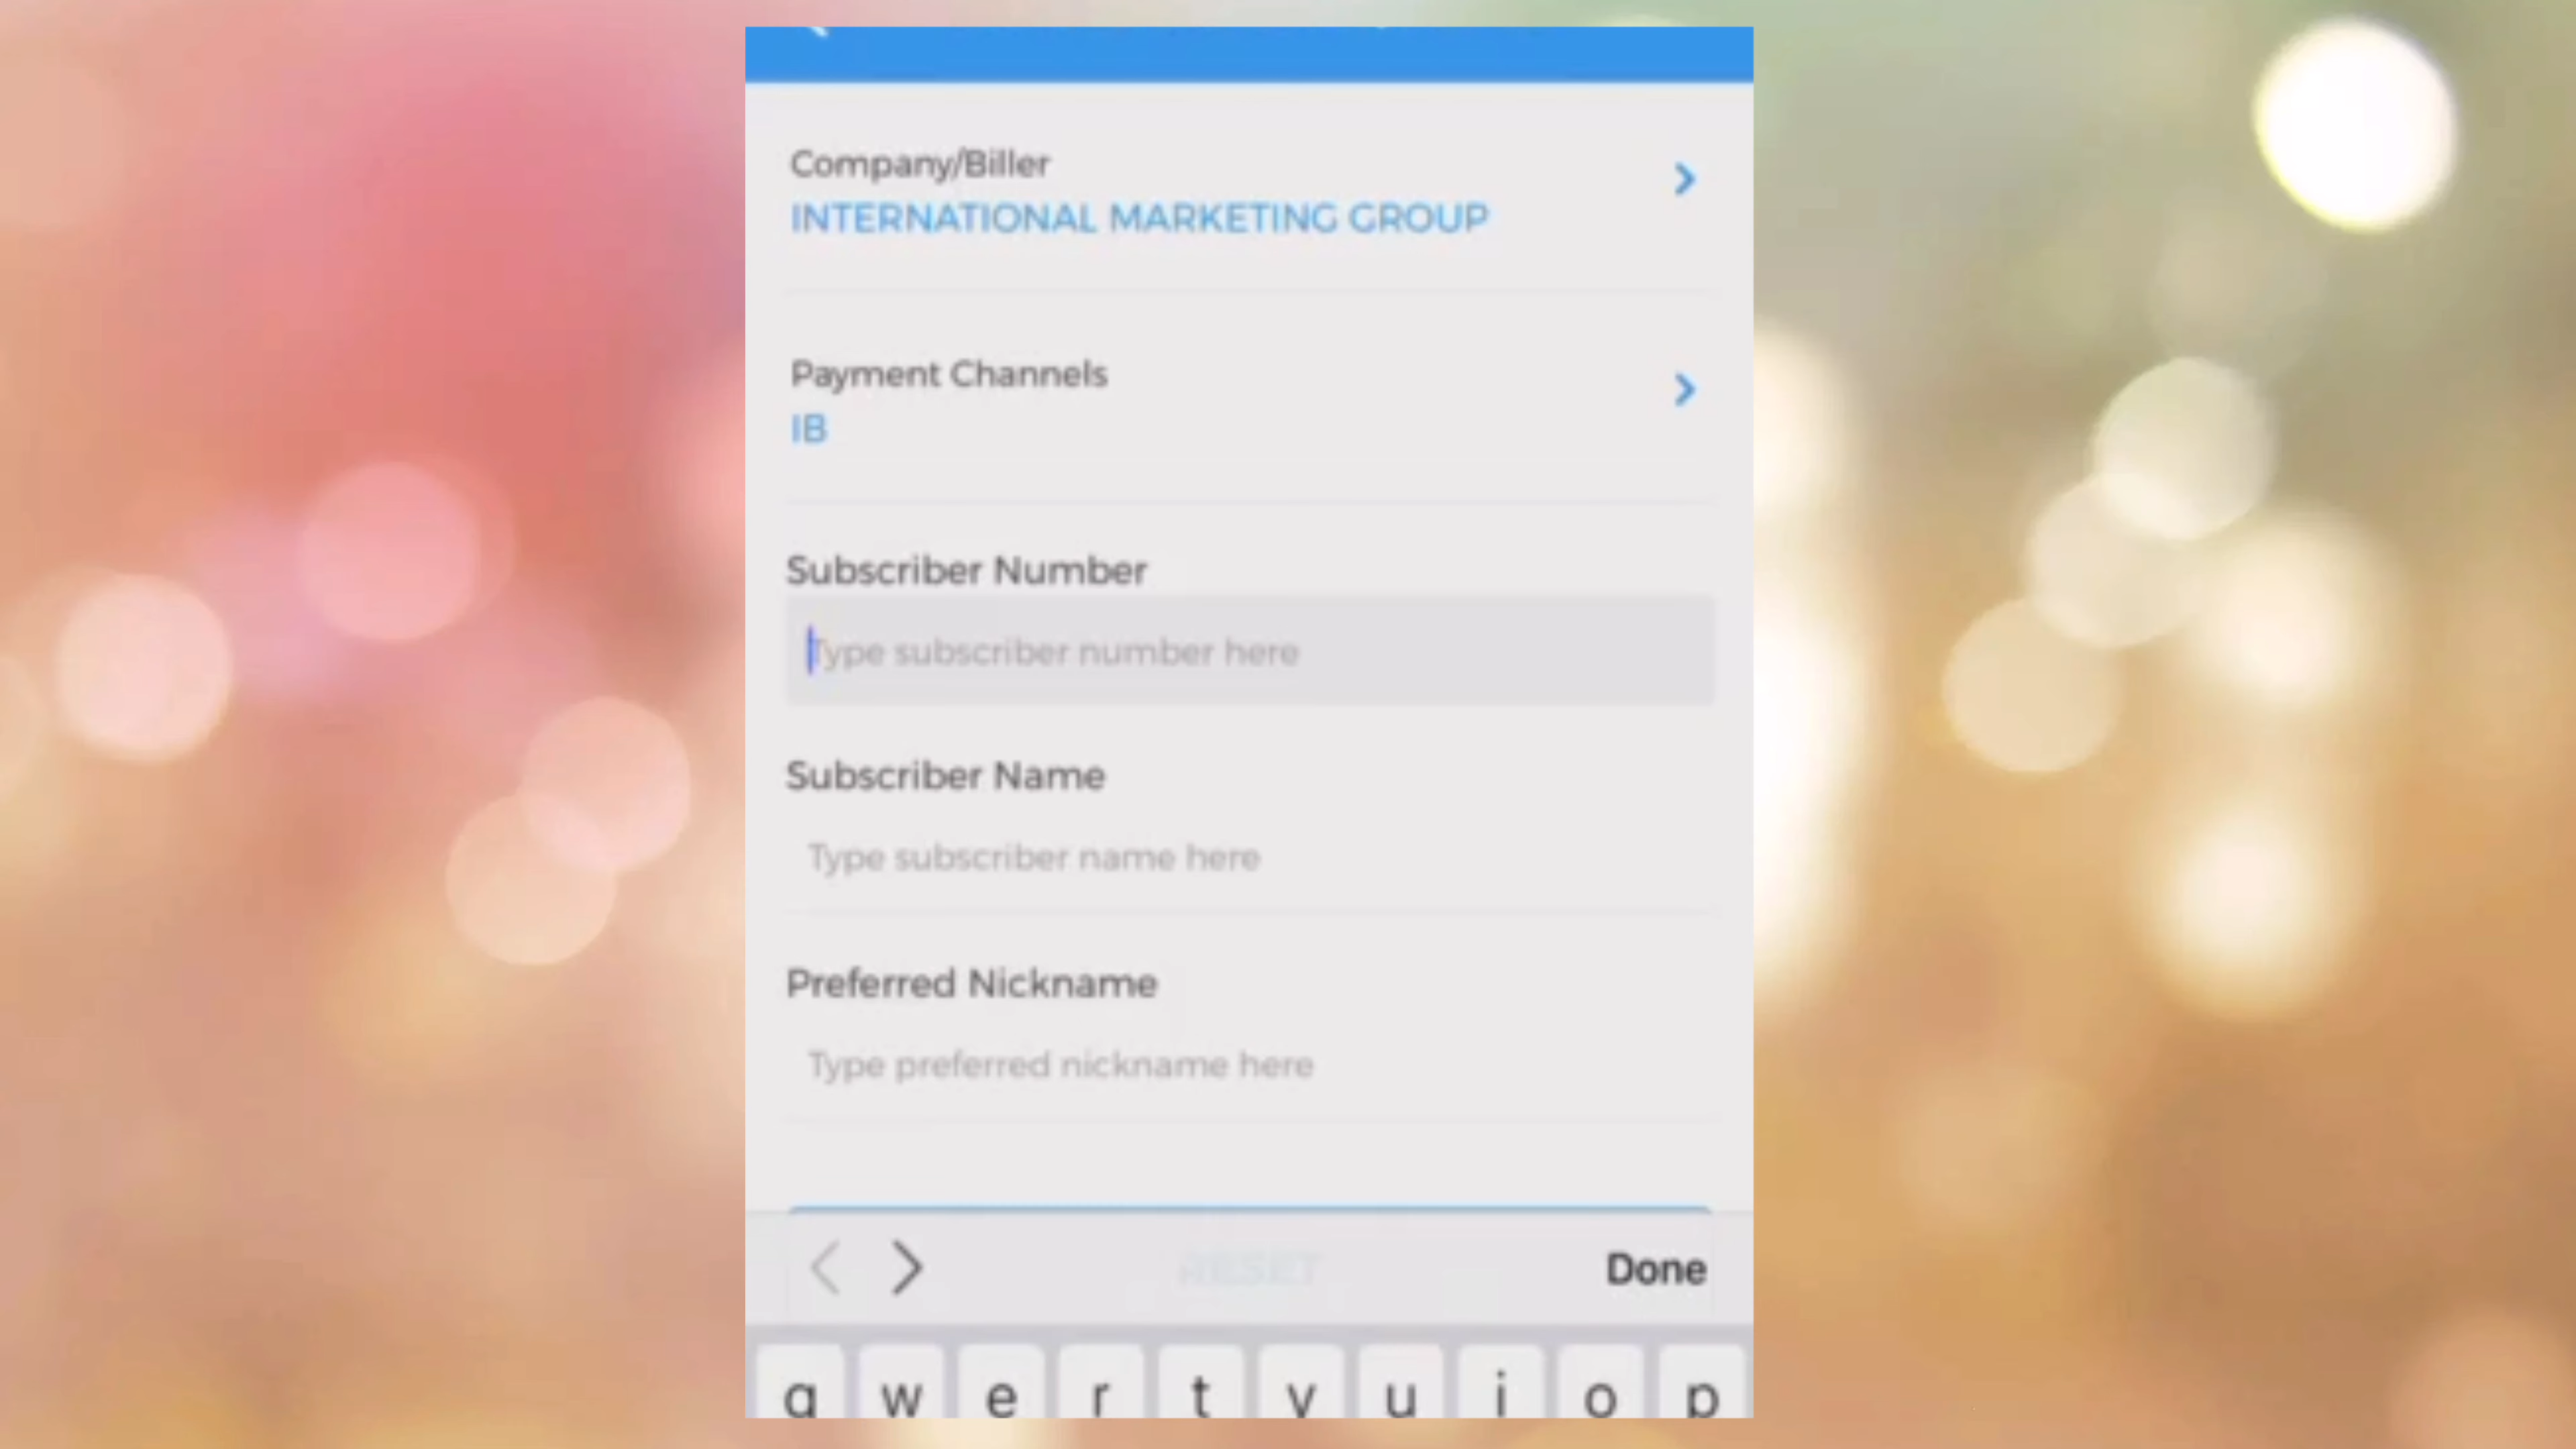 Company/Biller
INTERNATIONAL MARKETING GROUP
Payment Channels
IB
Subscriber Number
Type subscriber number here
Subscriber Name
Type subscriber name here
Preferred Nickname
Type preferred nickname here
RESET
Done
q w e r t y u i o p